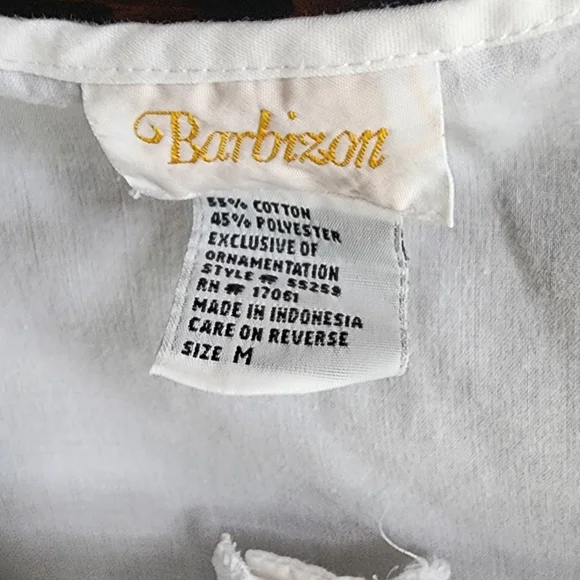 Barbizon
55% COTTON
45% POLYESTER
EXCLUSIVE OF
ORNAMENTATION
STYLE # 55259
RN # 17061
MADE IN INDONESIA
CARE ON REVERSE
SIZE M